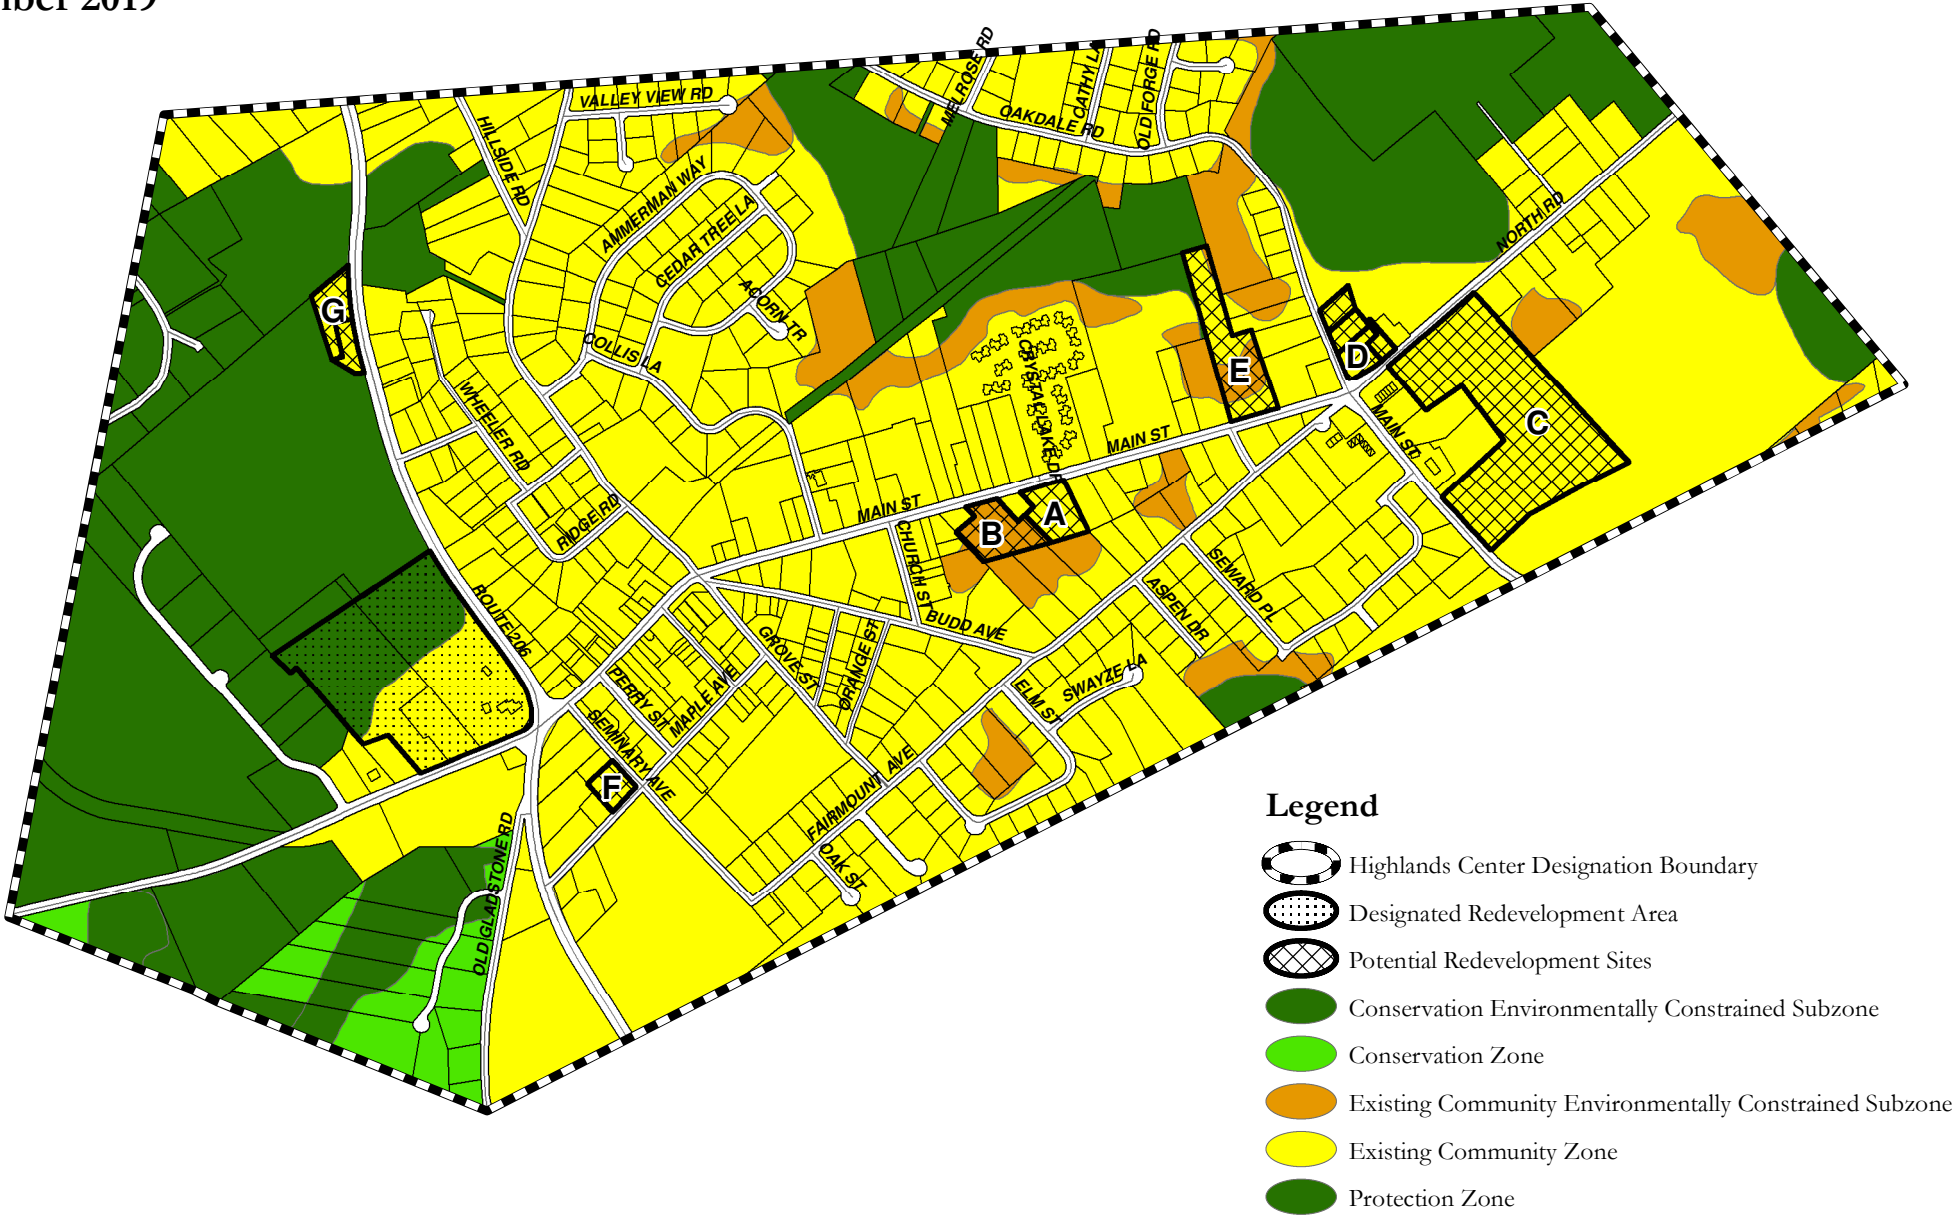 2019
MELROSE RD
CATHY LA
OLD FORGE RD
VALLEY VIEW RD
OAKDALE RD
HILLSIDE RD
AMMERMAN WAY
CEDAR TREE LA
NORTH RD
ACORN TR
G
COLLIS LA
CRYSTAL LAKE DR
D
E
WHEELER RD
MAIN ST
C
MAIN ST
MAIN ST
RIDGE RD
B
A
CHURCH ST
SEWARD PL
ASPEN DR
ROUTE 206
BUDD AVE
GROVE ST
ORANGE ST
PERRY ST
MAPLE AVE
SWAYZE LA
ELM ST
SEMINARY AVE
F
FAIRMOUNT AVE
OAK ST
OLD GLADSTONE RD
Legend
Highlands Center Designation Boundary
Designated Redevelopment Area
Potential Redevelopment Sites
Conservation Environmentally Constrained Subzone
Conservation Zone
Existing Community Environmentally Constrained Subzone
Existing Community Zone
Protection Zone